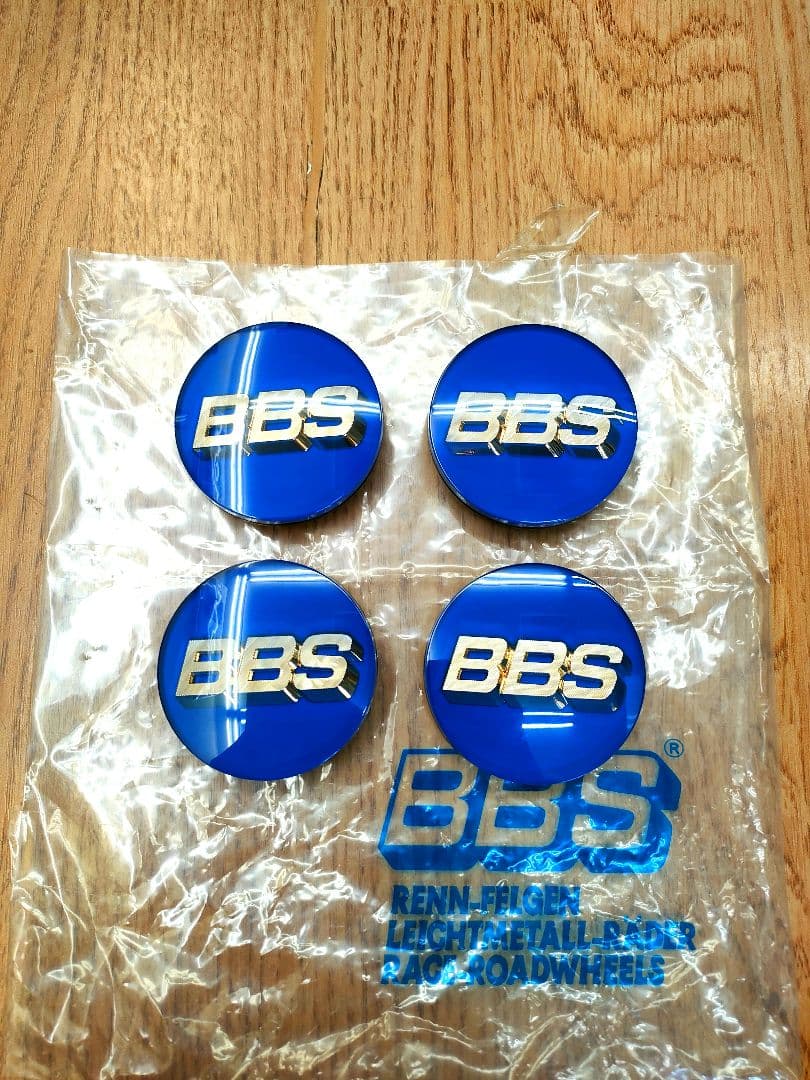 BBS
BBS
BBS
BBS
BBS®
RENN-FELGEN
LEICHTMETALL-RÄDER
RACE-ROADWHEELS